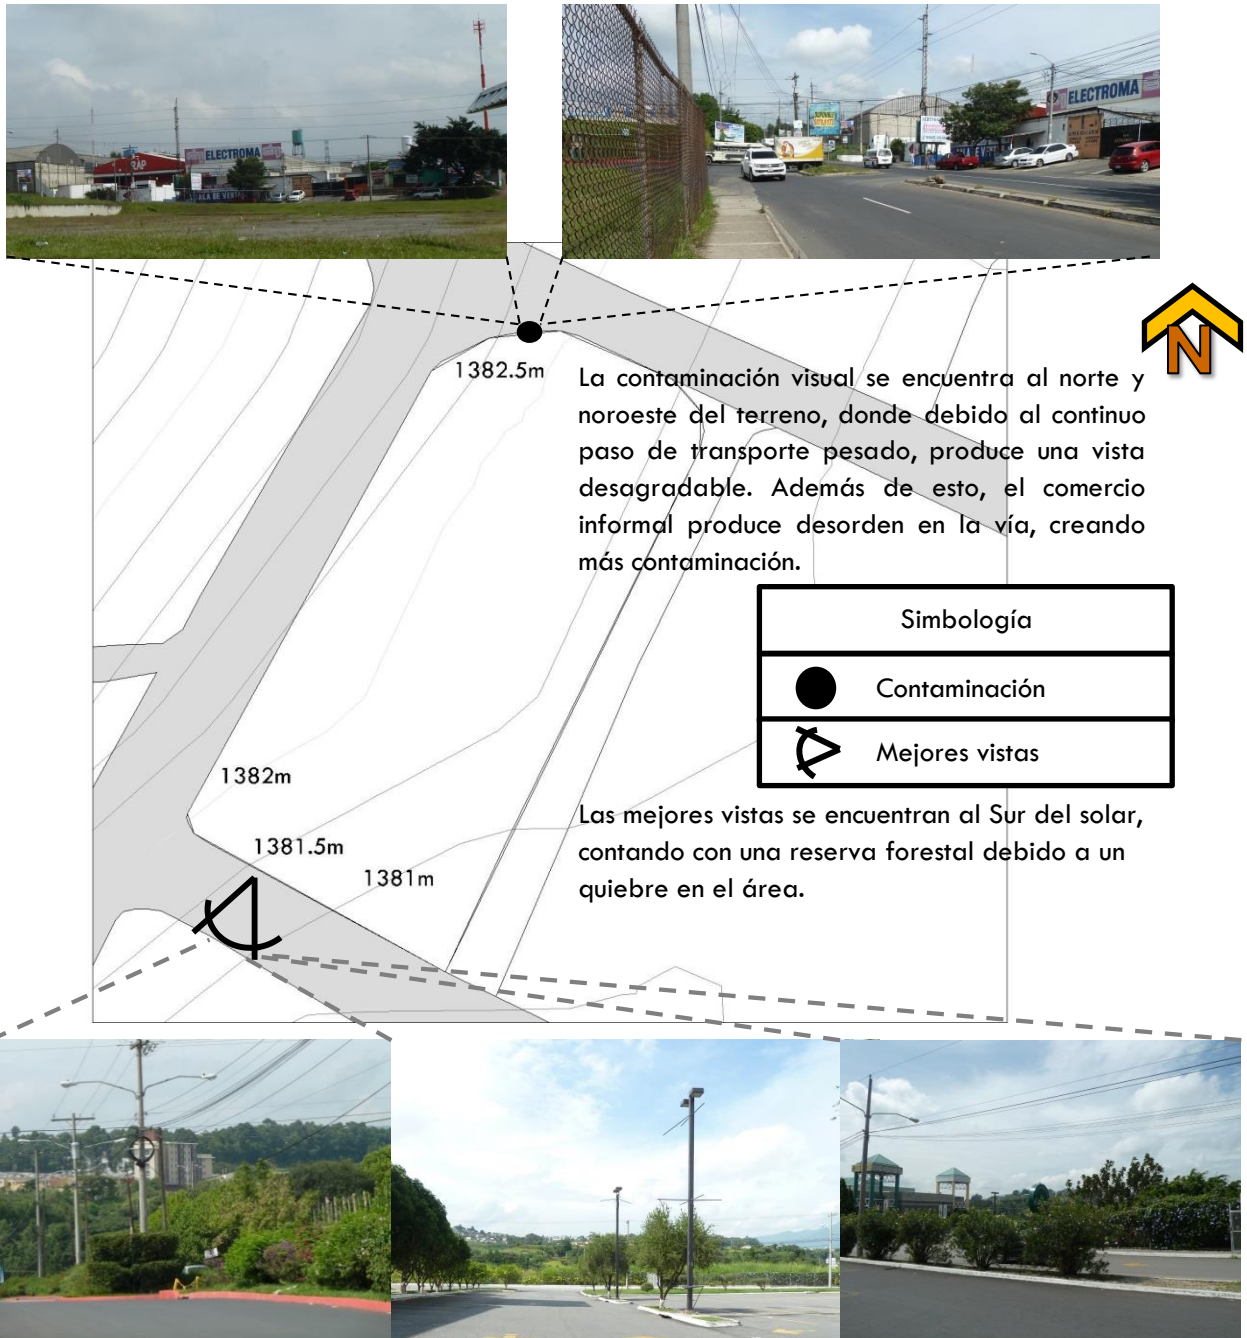 RAP
ELECTROMA
ELECTROMA
N
1382.5m
La contaminación visual se encuentra al norte y
noroeste del terreno, donde debido al continuo
paso de transporte pesado, produce una vista
desagradable. Además de esto, el comercio
informal produce desorden en la vía, creando
más contaminación.
Simbología
Contaminación
Mejores vistas
1382m
1381.5m
1381m
Las mejores vistas se encuentran al Sur del solar,
contando con una reserva forestal debido a un
quiebre en el área.